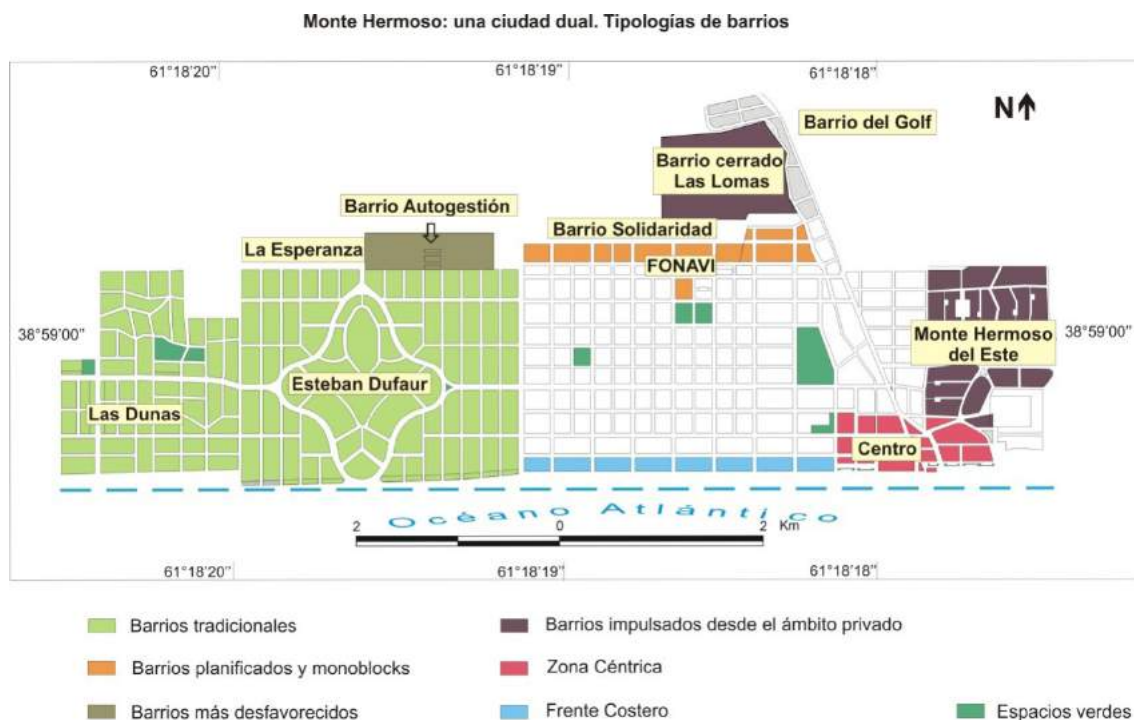 Monte Hermoso: una ciudad dual. Tipologías de barrios
61°18'20"
61°18'19"
61°18'18"
N
Barrio del Golf
Barrio cerrado
Las Lomas
Barrio Autogestión
Barrio Solidaridad
La Esperanza
FONAVI
38°59'00"
38°59'00"
Monte Hermoso
del Este
Esteban Dufaur
Las Dunas
Centro
Océano Atlántico
2
0
2
Km
61°18'20"
61°18'19"
61°18'18"
Barrios tradicionales
Barrios impulsados desde el ámbito privado
Barrios planificados y monoblocks
Zona Céntrica
Barrios más desfavorecidos
Frente Costero
Espacios verdes